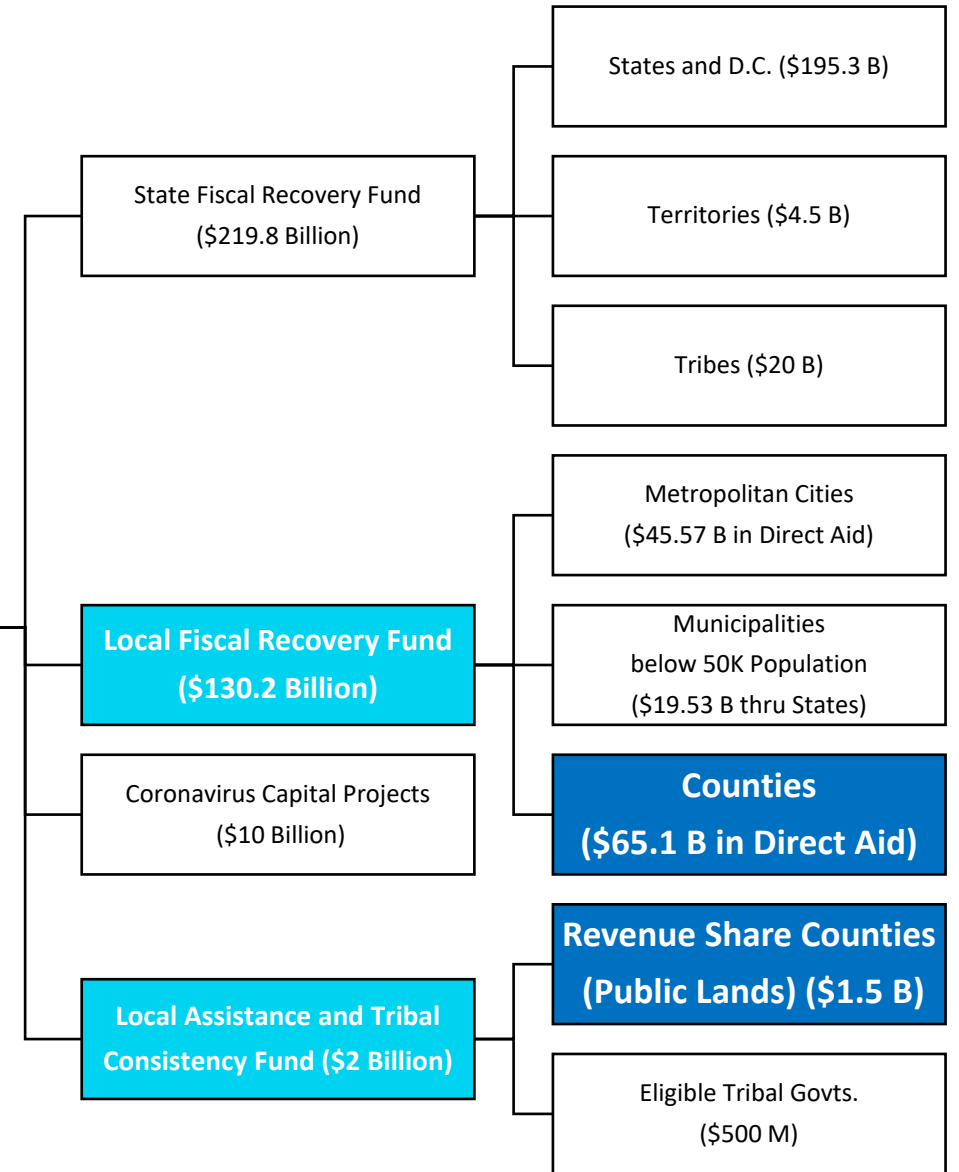 States and D.C. ($195.3 B)
State Fiscal Recovery Fund
($219.8 Billion)
Territories ($4.5 B)
Tribes ($20 B)
Metropolitan Cities
($45.57 B in Direct Aid)
Local Fiscal Recovery Fund
($130.2 Billion)
Municipalities
below 50K Population
($19.53 B thru States)
Coronavirus Capital Projects
($10 Billion)
Counties
($65.1 B in Direct Aid)
Revenue Share Counties
(Public Lands) ($1.5 B)
Local Assistance and Tribal
Consistency Fund ($2 Billion)
Eligible Tribal Govts.
($500 M)